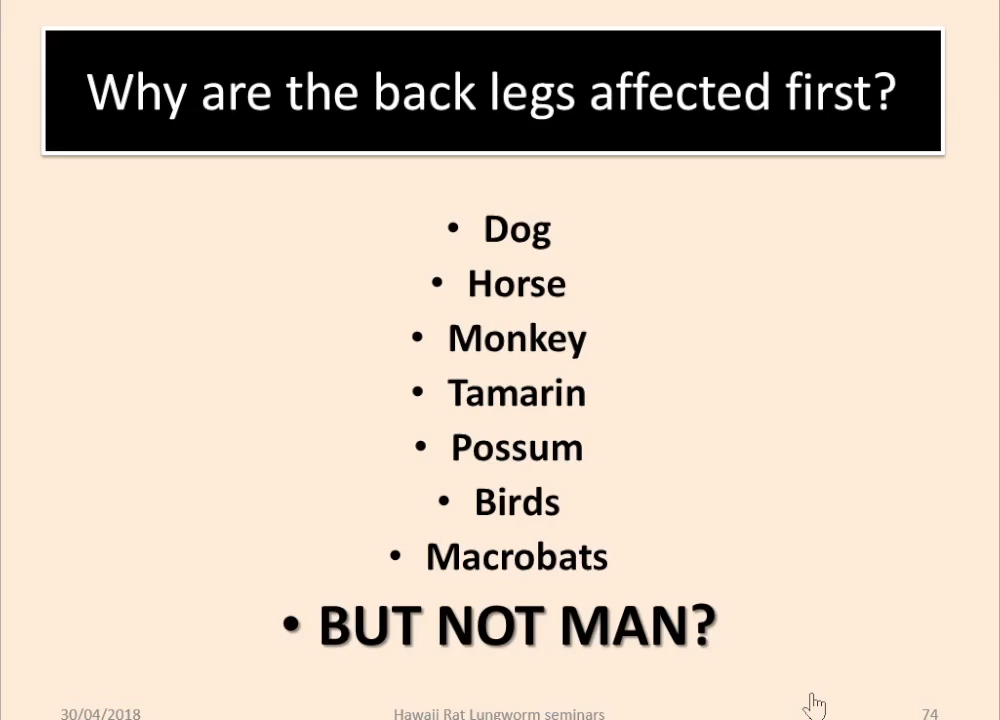 Why are the back legs affected first?
• Dog
• Horse
• Monkey
• Tamarin
• Possum
• Birds
• Macrobats
• BUT NOT MAN?
30/04/2018 Hawaii Rat Lungworm seminars 74